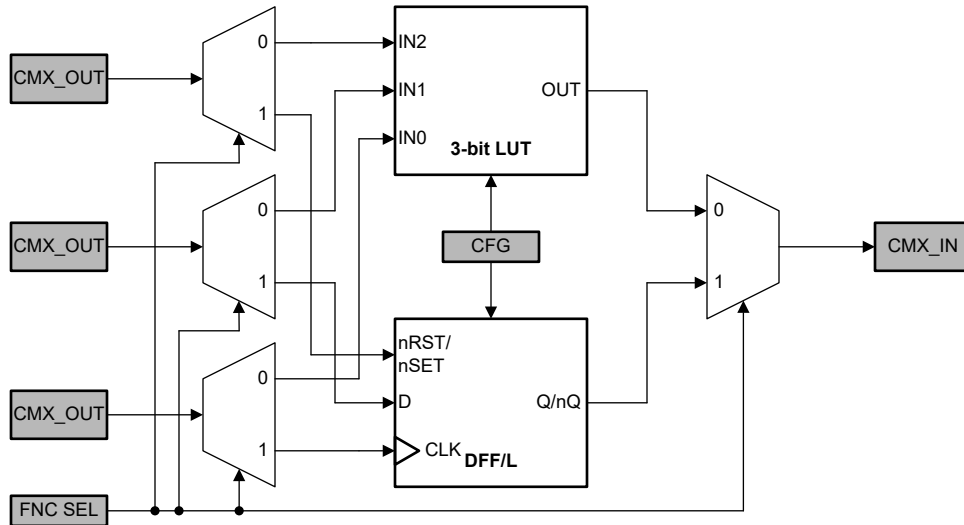 0
IN2
CMX_OUT
IN1
OUT
1
IN0
3-bit LUT
0
0
CMX_OUT
CFG
CMX_IN
1
1
nRST/
nSET
0
CMX_OUT
D
Q/nQ
1
CLK
DFF/L
FNC SEL